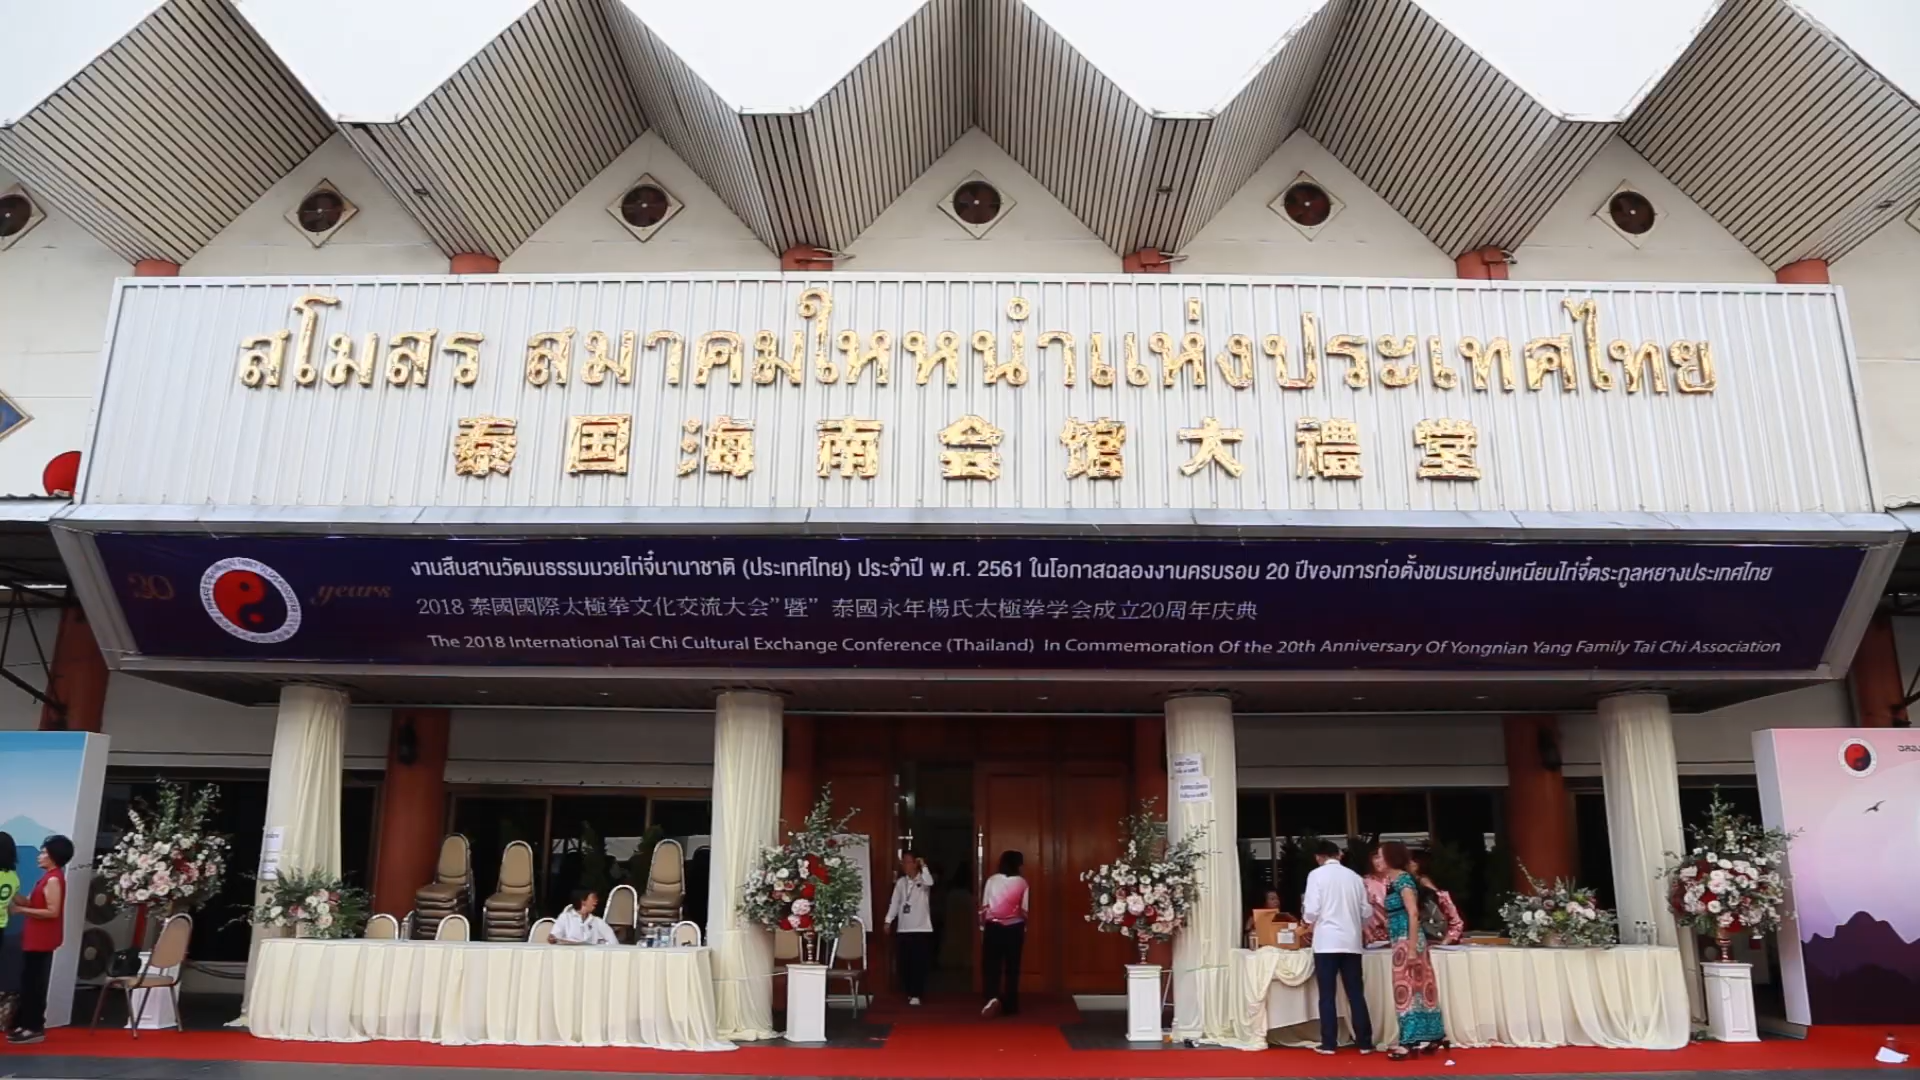 สโมสร สมาคมไหหนำแห่งประเทศไทย
泰国海南会馆大禮堂
20 years
งานสืบสานวัฒนธรรมมวยไท่จี๋นานาชาติ (ประเทศไทย) ประจำปี พ.ศ. 2561 ในโอกาสฉลองงานครบรอบ 20 ปีของการก่อตั้งชมรมหย่งเหนียนไท่จี๋ตระกูลหยางประเทศไทย
2018 泰國國際太極拳文化交流大会"暨" 泰國永年楊氏太極拳学会成立20周年庆典
The 2018 International Tai Chi Cultural Exchange Conference (Thailand) In Commemoration Of the 20th Anniversary Of Yongnian Yang Family Tai Chi Association